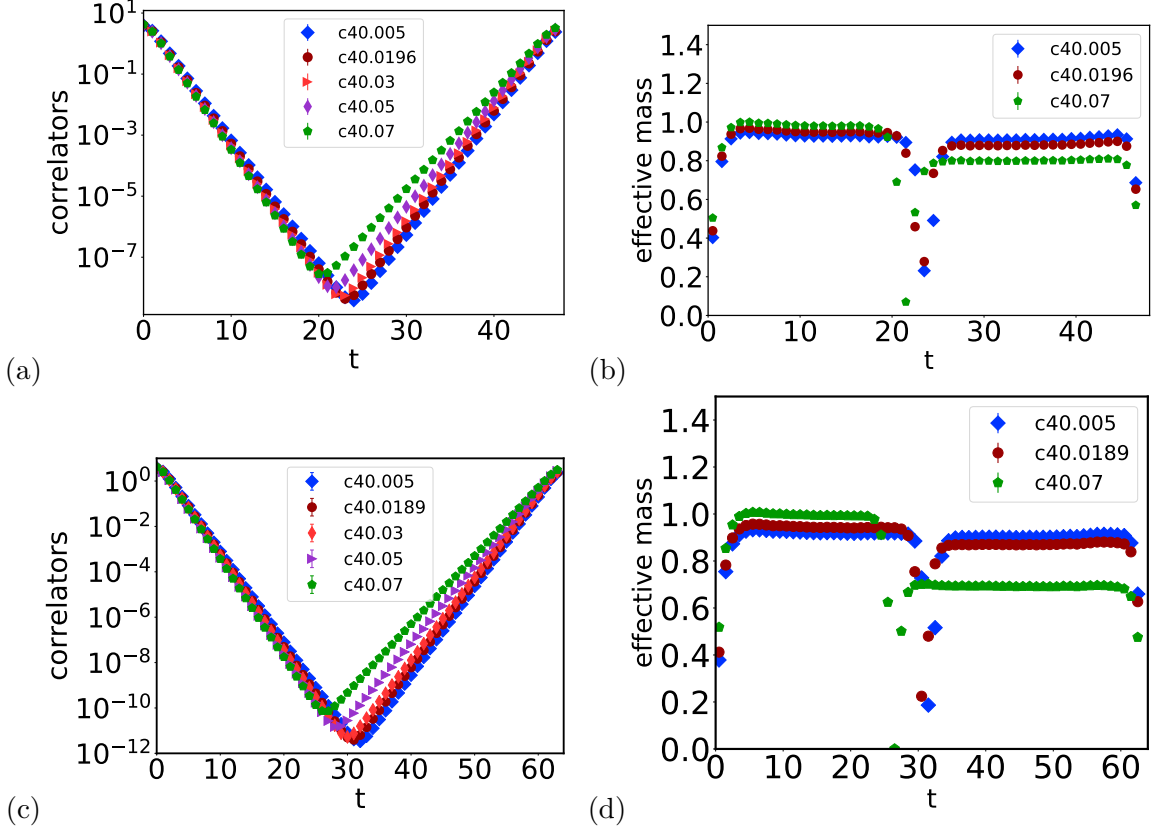 correlators
10^1
10^{-1}
10^{-3}
10^{-5}
10^{-7}
c40.005
c40.0196
c40.03
c40.05
c40.07
0 10 20 30 40
t
(a)
effective mass
1.4
1.2
1.0
0.8
0.6
0.4
0.2
0.0
c40.005
c40.0196
c40.07
0 10 20 30 40
t
(b)
correlators
10^0
10^{-2}
10^{-4}
10^{-6}
10^{-8}
10^{-10}
10^{-12}
c40.005
c40.0189
c40.03
c40.05
c40.07
0 10 20 30 40 50 60
t
(c)
effective mass
1.4
1.2
1.0
0.8
0.6
0.4
0.2
0.0
c40.005
c40.0189
c40.07
0 10 20 30 40 50 60
t
(d)